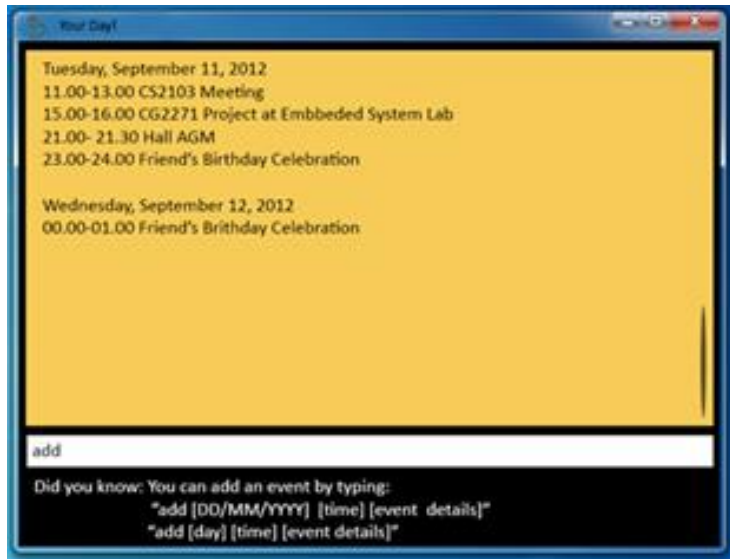 Your Day!
Tuesday, September 11, 2012
11.00-13.00 CS2103 Meeting
15.00-16.00 CG2271 Project at Embbeded System Lab
21.00- 21.30 Hall AGM
23.00-24.00 Friend's Birthday Celebration
Wednesday, September 12, 2012
00.00-01.00 Friend's Brithday Celebration
add
Did you know: You can add an event by typing:
"add [DD/MM/YYYY] [time] [event details]"
"add [day] [time] [event details]"